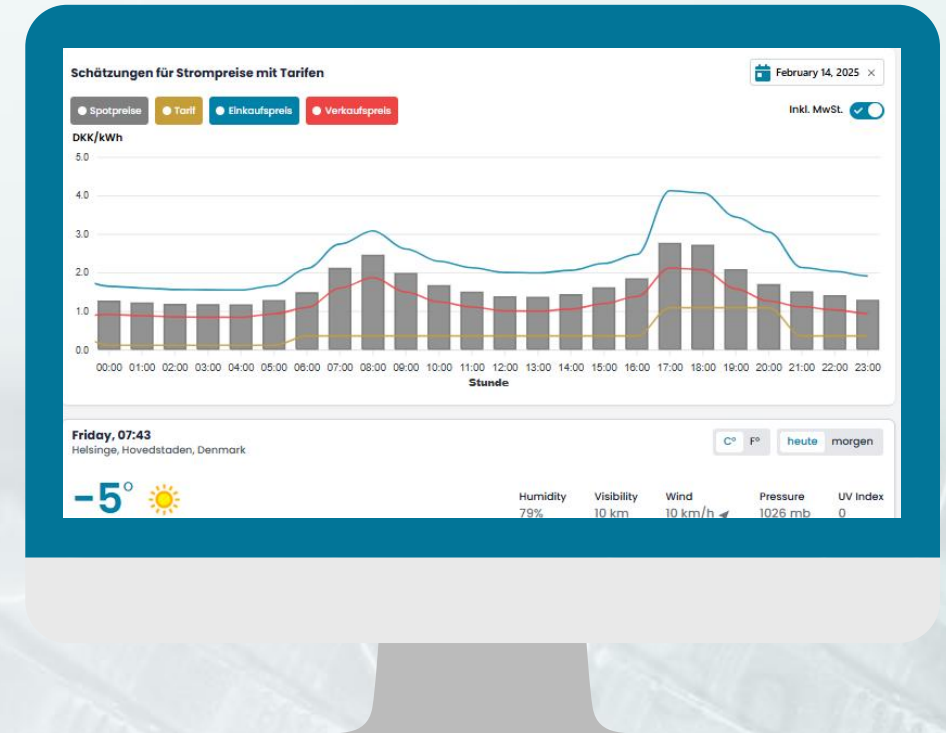 Schätzungen für Strompreise mit Tarifen
February 14, 2025 ×
Spotpreise Tarif Einkaufspreis Verkaufspreis
Inkl. MwSt.
DKK/kWh
5.0
4.0
3.0
2.0
1.0
0.0
00:00 01:00 02:00 03:00 04:00 05:00 06:00 07:00 08:00 09:00 10:00 11:00 12:00 13:00 14:00 15:00 16:00 17:00 18:00 19:00 20:00 21:00 22:00 23:00
Stunde
Friday, 07:43
Helsinge, Hovedstaden, Denmark
C° F° heute morgen
-5°
Humidity Visibility Wind Pressure UV Index
79% 10 km 10 km/h 1026 mb 0